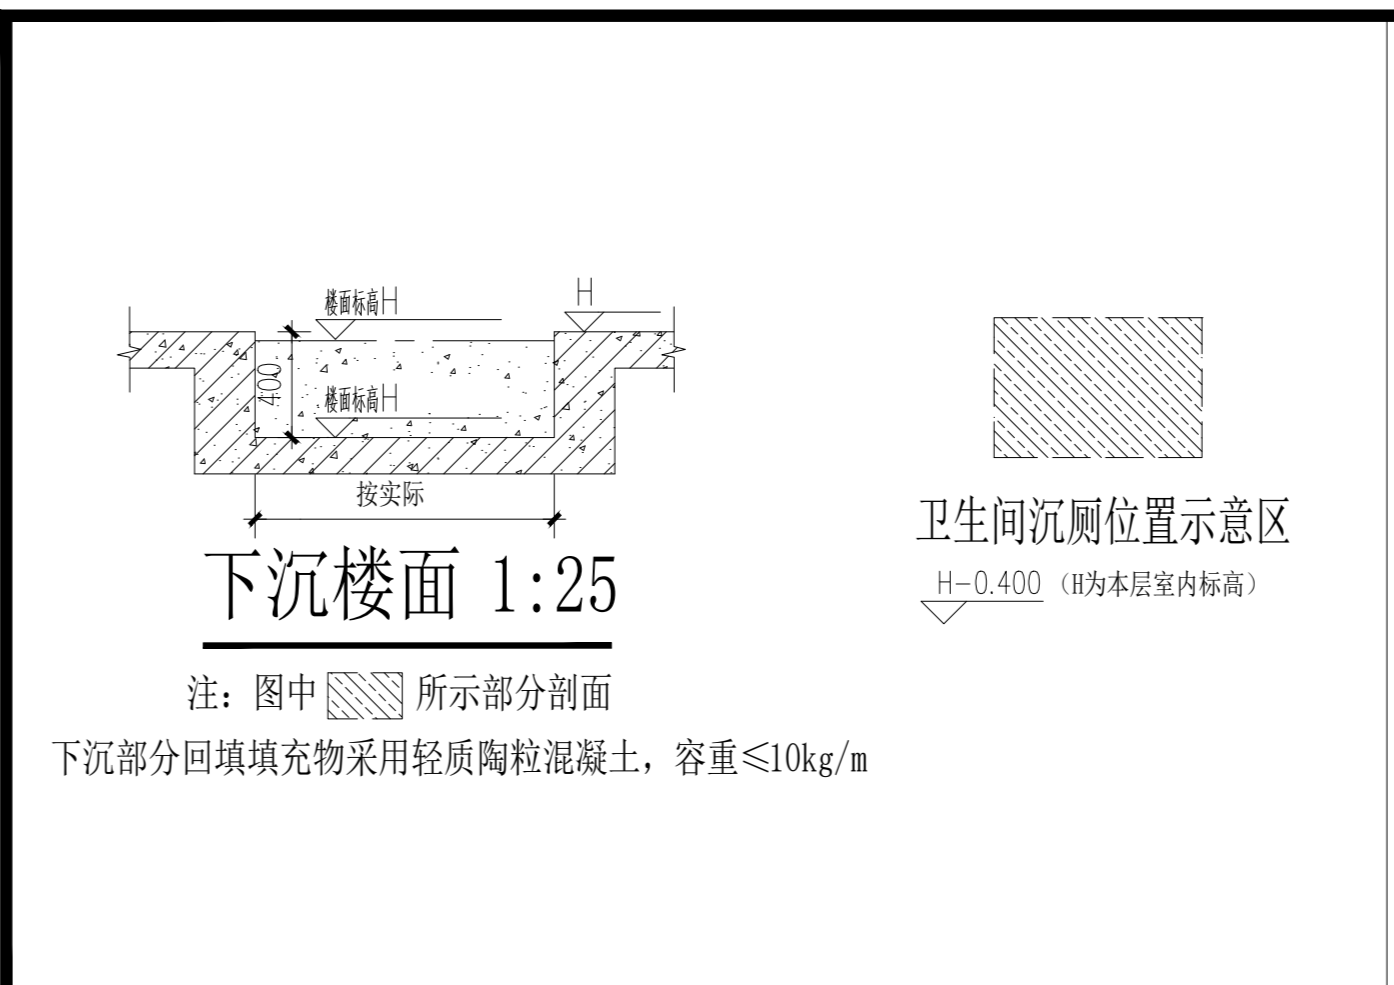 楼面标高H
H
400
楼面标高H
按实际
下沉楼面 1:25
注：图中 所示部分剖面
下沉部分回填填充物采用轻质陶粒混凝土，容重≤10kg/m
卫生间沉厕位置示意区
H-0.400（H为本层室内标高）